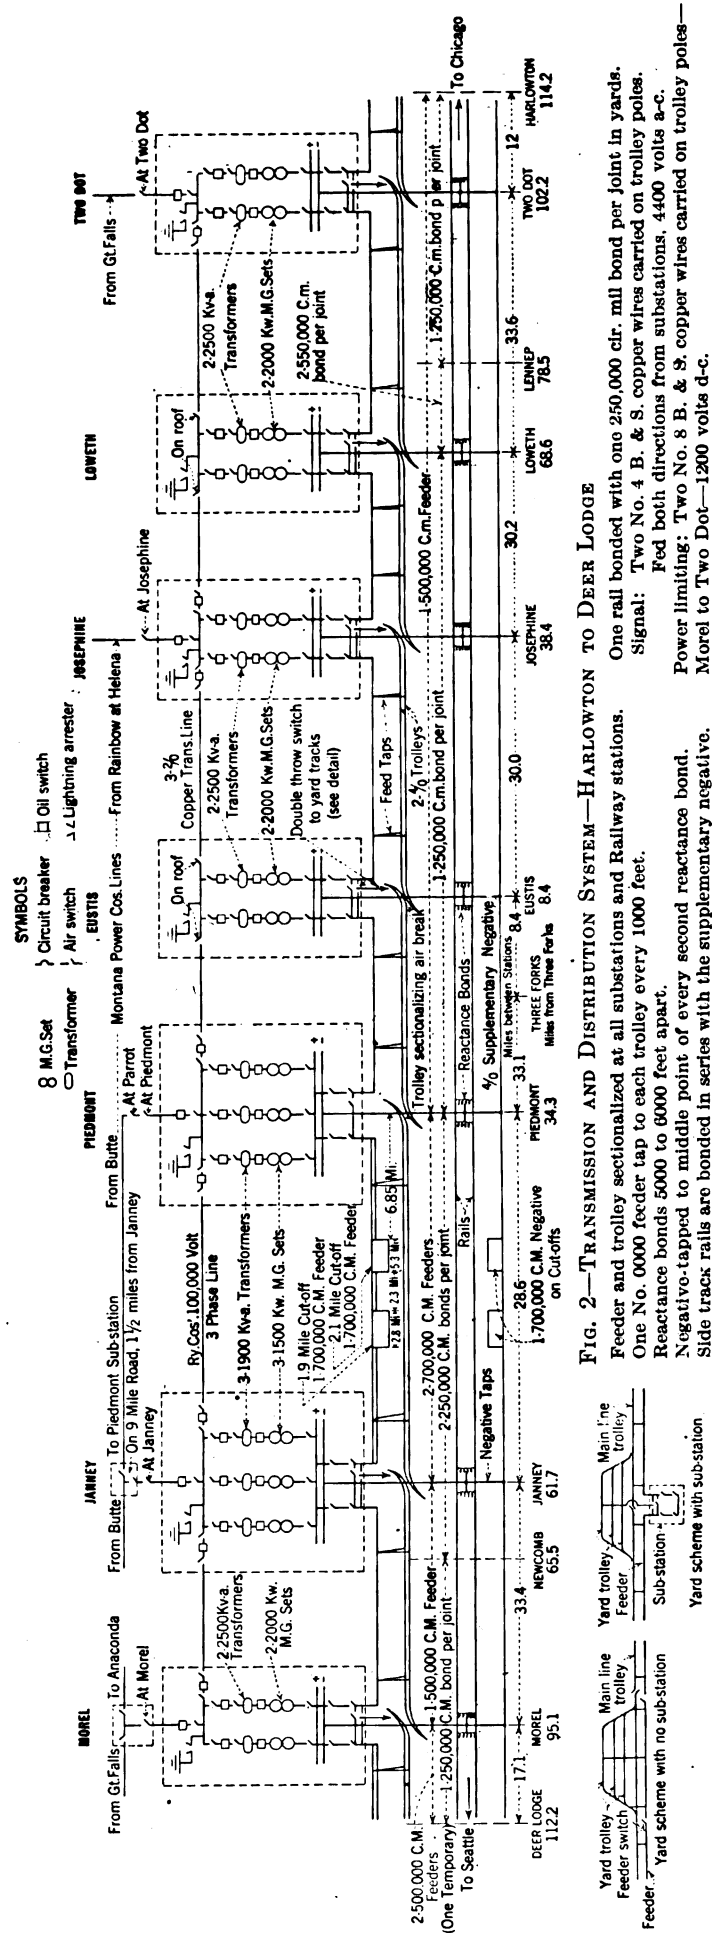 SYMBOLS
M.G.Set
Circuit breaker
Oil switch
Transformer
Air switch
Lightning arrester
MOREL
JANNEY
PIEDMONT
EUSTIS
JOSEPHINE
LOWETH
TWO DOT
From Gt.Falls
To Anaconda
At Morel
From Butte
To Piedmont Sub-station
On 9 Mile Road, 1½ miles from Janney
At Janney
From Butte
Montana Power Cos. Lines
From Rainbow at Helena
At Parrot
At Piedmont
At Josephine
From Gt.Falls
At Two Dot
Ry.Cos'.100,000 Volt
3 Phase Line
3-2/0
Copper Trans.Line
On roof
On roof
2-2500Kv-a.
Transformers
2-2000 Kw.
M.G. Sets
3-1900 Kv-a. Transformers
3-1500 Kw. M.G. Sets
1.9 Mile Cut-off
1-700,000 C.M. Feeder
2.1 Mile Cut-off
1-700,000 C.M. Feeder
2-2500 Kv-a.
Transformers
2-2000 Kw.M.G.Sets
Double throw switch
to yard tracks
(see detail)
2-2500 Kv-a.
Transformers
2-2000 Kw.M.G.Sets
2-550,000 C.m.
bond per joint
2.8 Mi.
2.3 Mi.
5.3 Mi.
6.85 Mi.
Feed Taps
2-4/0 Trolleys
Trolley sectionalizing air break
2-500.000 C.M.
Feeders
(One Temporary)
1-500,000 C.M. Feeder
1-250,000 C.M. bond per joint
2-700,000 C.M. Feeders
2-250,000 C.M. bonds per joint
1-500,000 C.m.Feeder
1-250,000 C.m.bond per joint
1-250,000 C.m.bond per joint
To Seattle
To Chicago
Negative Taps
Rails
Reactance Bonds
4/0 Supplementary Negative
1-700,000 C.M. Negative
on Cut-offs
Miles between Stations
17.1
33.4
28.6
33.1
8.4
30.0
30.2
33.6
12
DEER LODGE
112.2
MOREL
95.1
NEWCOMB
65.5
JANNEY
61.7
PIEDMONT
34.3
THREE FORKS
Miles from Three Forks
EUSTIS
8.4
JOSEPHINE
38.4
LOWETH
68.6
LENNEP
78.5
TWO DOT
102.2
HARLOWTON
114.2
Yard trolley
Feeder switch
Main line
trolley
Feeder
Yard scheme with no sub-station
Yard trolley
Feeder
Main line
trolley
Sub-station
Yard scheme with sub-station
FIG. 2—TRANSMISSION AND DISTRIBUTION SYSTEM—HARLOWTON TO DEER LODGE
Feeder and trolley sectionalized at all substations and Railway stations.
One No. 0000 feeder tap to each trolley every 1000 feet.
Reactance bonds 5000 to 6000 feet apart.
Negative-tapped to middle point of every second reactance bond.
Side track rails are bonded in series with the supplementary negative.
One rail bonded with one 250,000 cir. mil bond per joint in yards.
Signal: Two No. 4 B. & S. copper wires carried on trolley poles.
Fed both directions from substations, 4400 volts a-c.
Power limiting: Two No. 8 B. & S. copper wires carried on trolley poles—
Morel to Two Dot—1200 volts d-c.